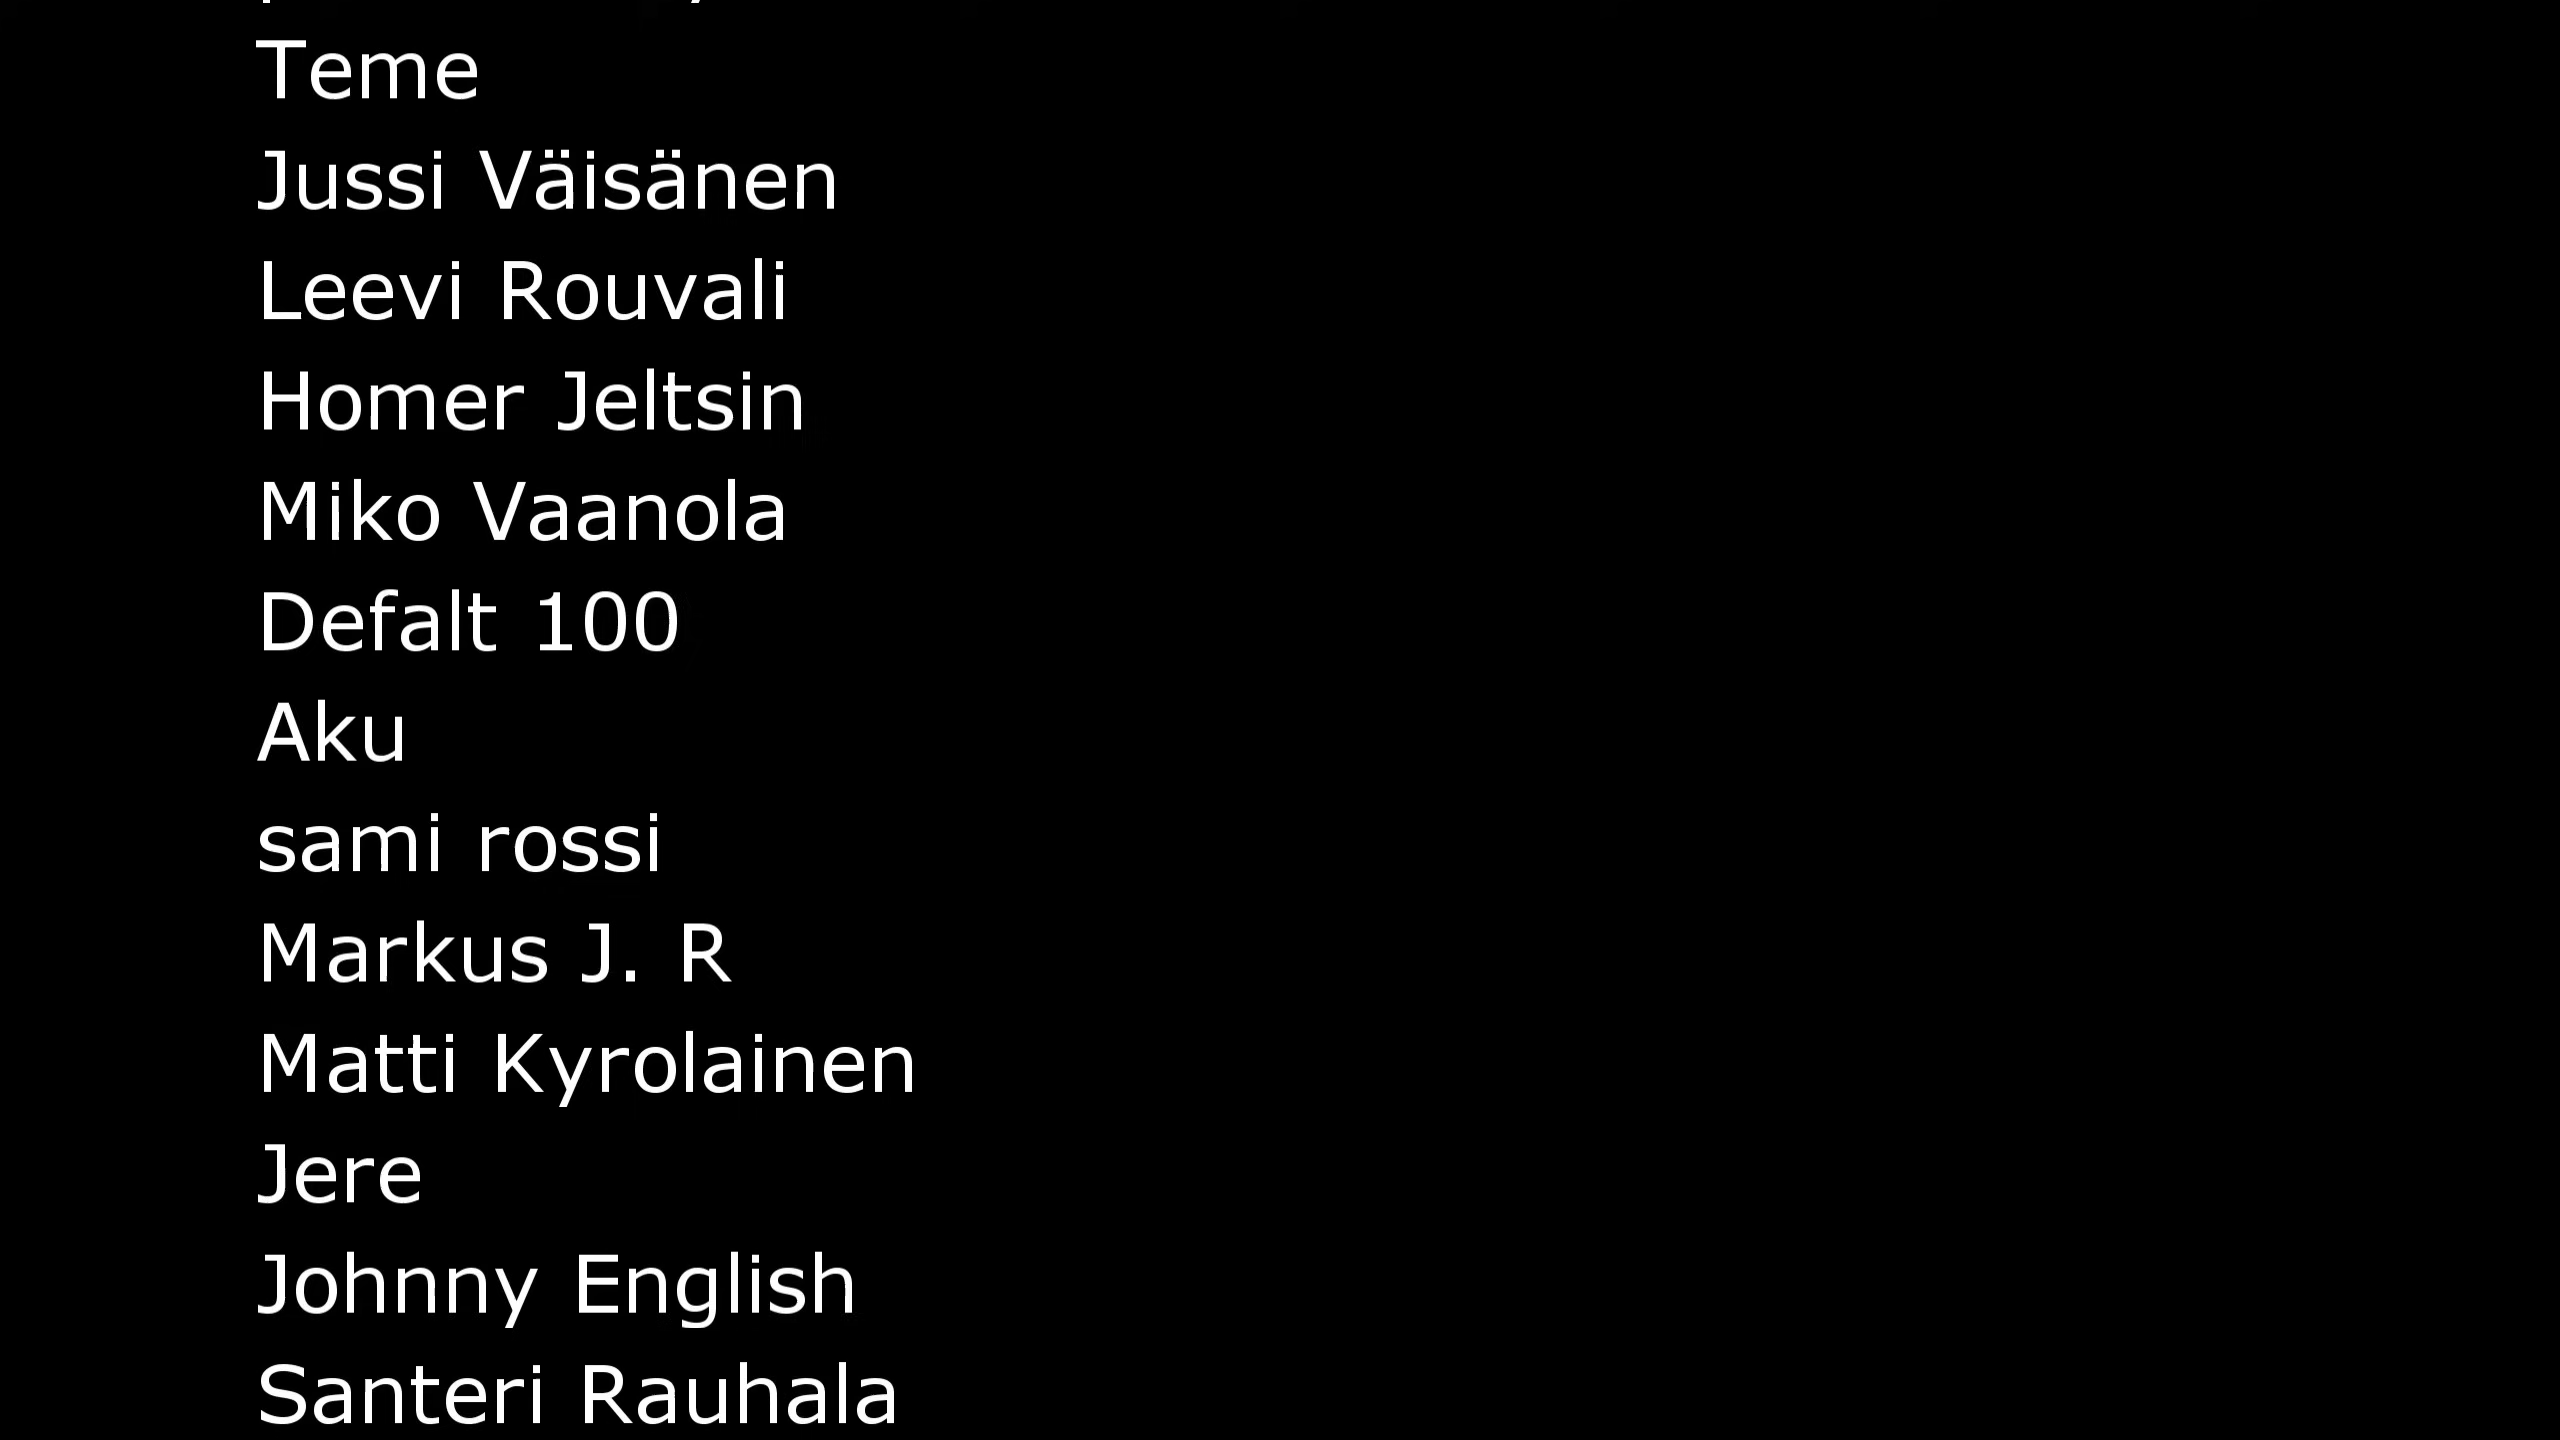 Teme
Jussi Väisänen
Leevi Rouvali
Homer Jeltsin
Miko Vaanola
Defalt 100
Aku
sami rossi
Markus J. R
Matti Kyrolainen
Jere
Johnny English
Santeri Rauhala